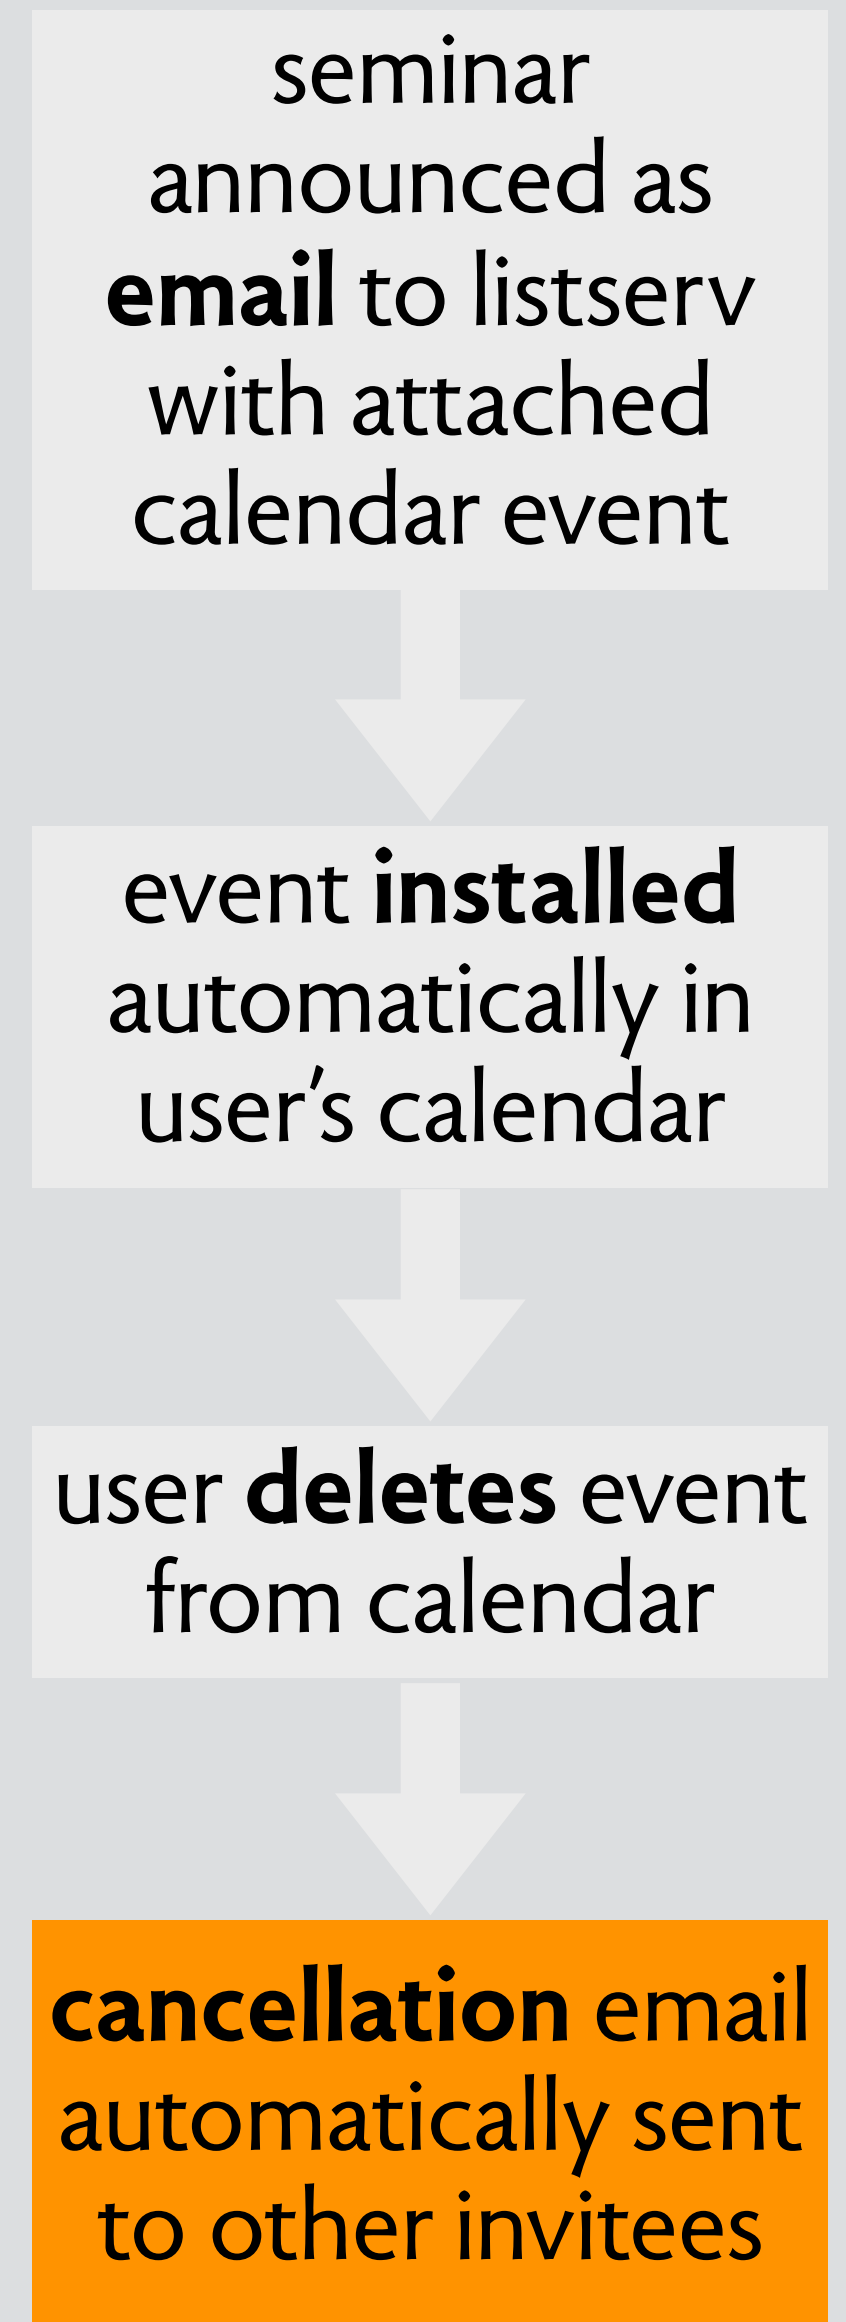 seminar
announced as
email to listserv
with attached
calendar event
event installed
automatically in
user’s calendar
user deletes event
from calendar
cancellation email
automatically sent
to other invitees